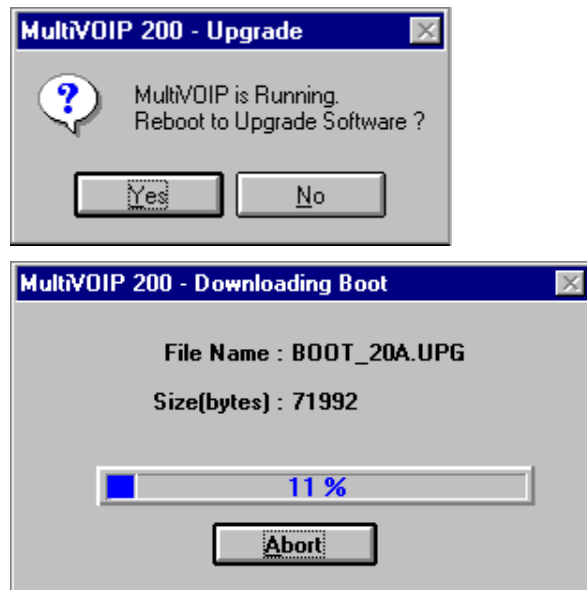 MultiVOIP 200 - Upgrade
MultiVOIP is Running.
Reboot to Upgrade Software ?
Yes No
MultiVOIP 200 - Downloading Boot
File Name : BOOT_20A.UPG
Size(bytes) : 71992
11 %
Abort